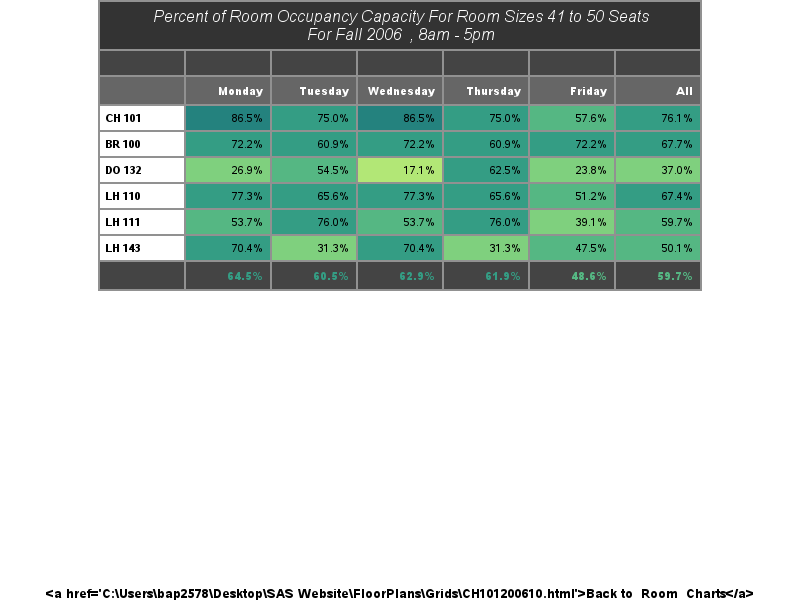 Percent of Room Occupancy Capacity For Room Sizes 41 to 50 Seats
For Fall 2006 , 8am - 5pm
Monday Tuesday Wednesday Thursday Friday All
CH 101 86.5% 75.0% 86.5% 75.0% 57.6% 76.1%
BR 100 72.2% 60.9% 72.2% 60.9% 72.2% 67.7%
DO 132 26.9% 54.5% 17.1% 62.5% 23.8% 37.0%
LH 110 77.3% 65.6% 77.3% 65.6% 51.2% 67.4%
LH 111 53.7% 76.0% 53.7% 76.0% 39.1% 59.7%
LH 143 70.4% 31.3% 70.4% 31.3% 47.5% 50.1%
64.5% 60.5% 62.9% 61.9% 48.6% 59.7%
<a href='C:\Users\bap2578\Desktop\SAS Website\FloorPlans\Grids\CH101200610.html'>Back to Room Charts</a>